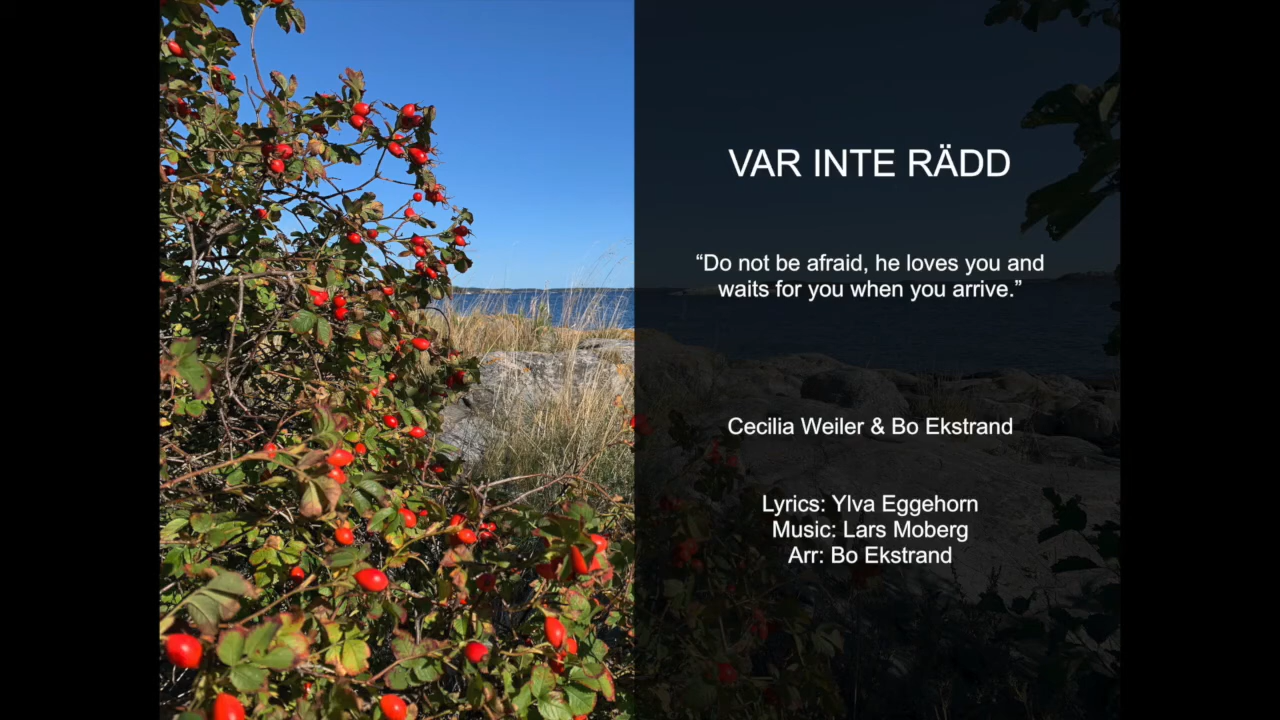 VAR INTE RÄDD
“Do not be afraid, he loves you and
waits for you when you arrive.”
Cecilia Weiler & Bo Ekstrand
Lyrics: Ylva Eggehorn
Music: Lars Moberg
Arr: Bo Ekstrand